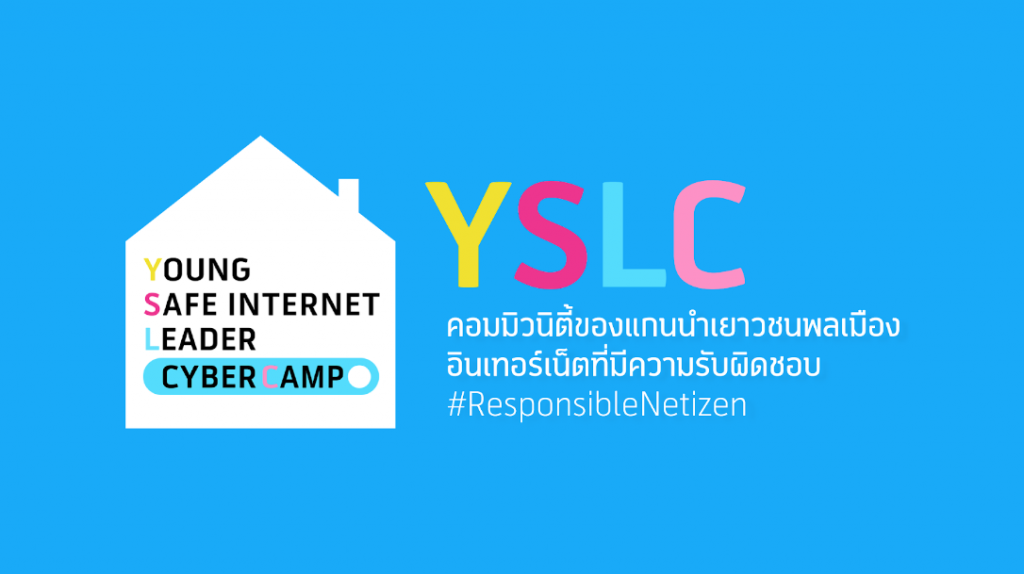 YOUNG
SAFE INTERNET
LEADER
CYBER CAMP
YSLC
คอมมิวนิตี้ของแกนนำเยาวชนพลเมือง
อินเทอร์เน็ตที่มีความรับผิดชอบ
#ResponsibleNetizen